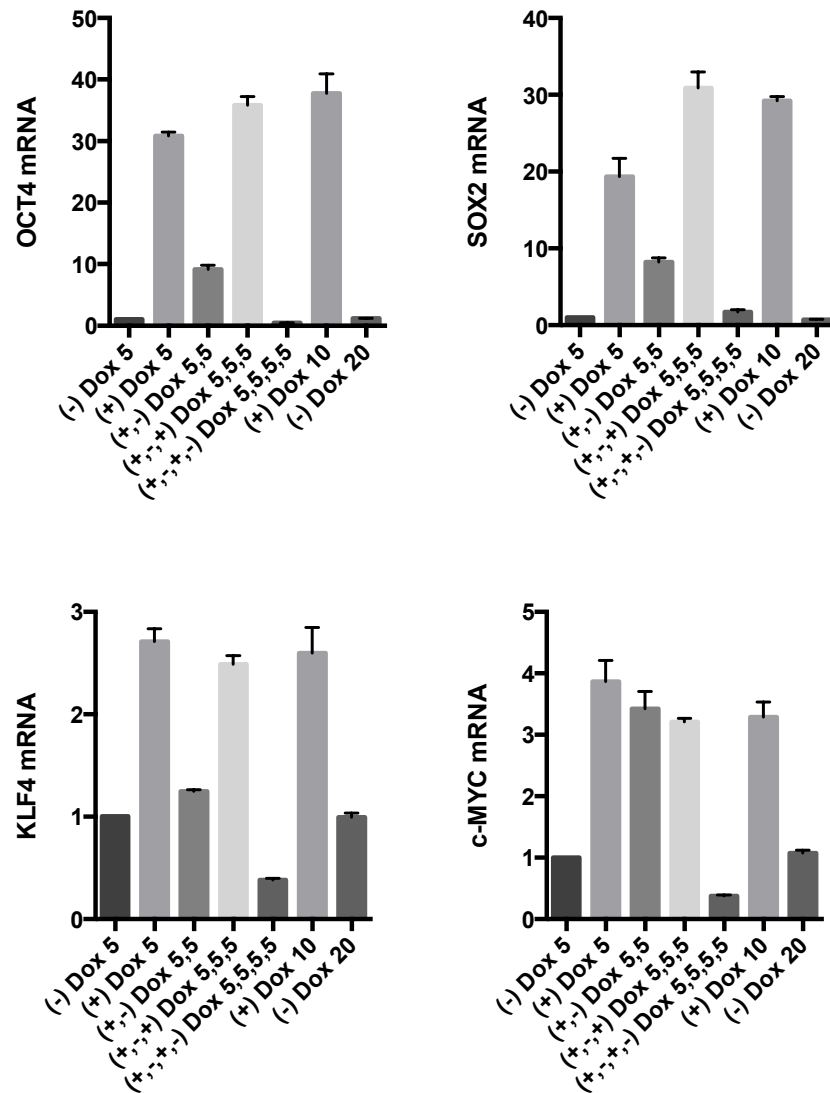 OCT4 mRNA
50
40
30
20
10
0
(-) Dox 5
(+) Dox 5
(+,-) Dox 5,5
(+,-,+) Dox 5,5,5
(+,-,+,-) Dox 5,5,5,5
(+) Dox 10
(-) Dox 20
SOX2 mRNA
40
30
20
10
0
(-) Dox 5
(+) Dox 5
(+,-) Dox 5,5
(+,-,+) Dox 5,5,5
(+,-,+,-) Dox 5,5,5,5
(+) Dox 10
(-) Dox 20
KLF4 mRNA
3
2
1
0
(-) Dox 5
(+) Dox 5
(+,-) Dox 5,5
(+,-,+) Dox 5,5,5
(+,-,+,-) Dox 5,5,5,5
(+) Dox 10
(-) Dox 20
c-MYC mRNA
5
4
3
2
1
0
(-) Dox 5
(+) Dox 5
(+,-) Dox 5,5
(+,-,+) Dox 5,5,5
(+,-,+,-) Dox 5,5,5,5
(+) Dox 10
(-) Dox 20